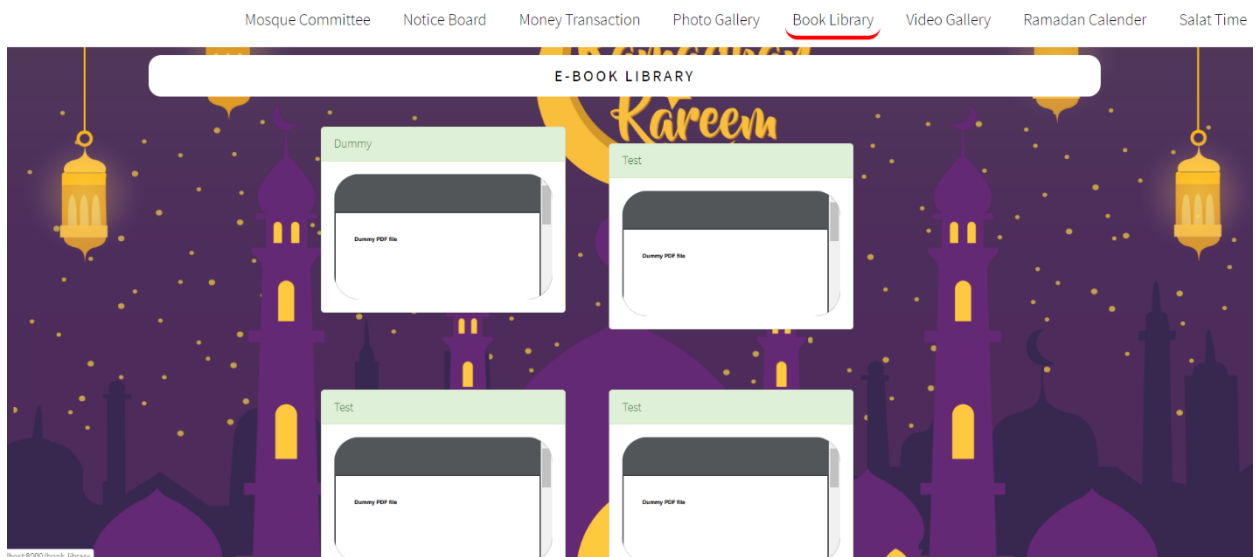 Mosque Committee Notice Board Money Transaction Photo Gallery Book Library Video Gallery Ramadan Calender Salat Time
E-BOOK LIBRARY
Kareem
Dummy
Dummy PDF file
Test
Dummy PDF file
Test
Dummy PDF file
Test
Dummy PDF file